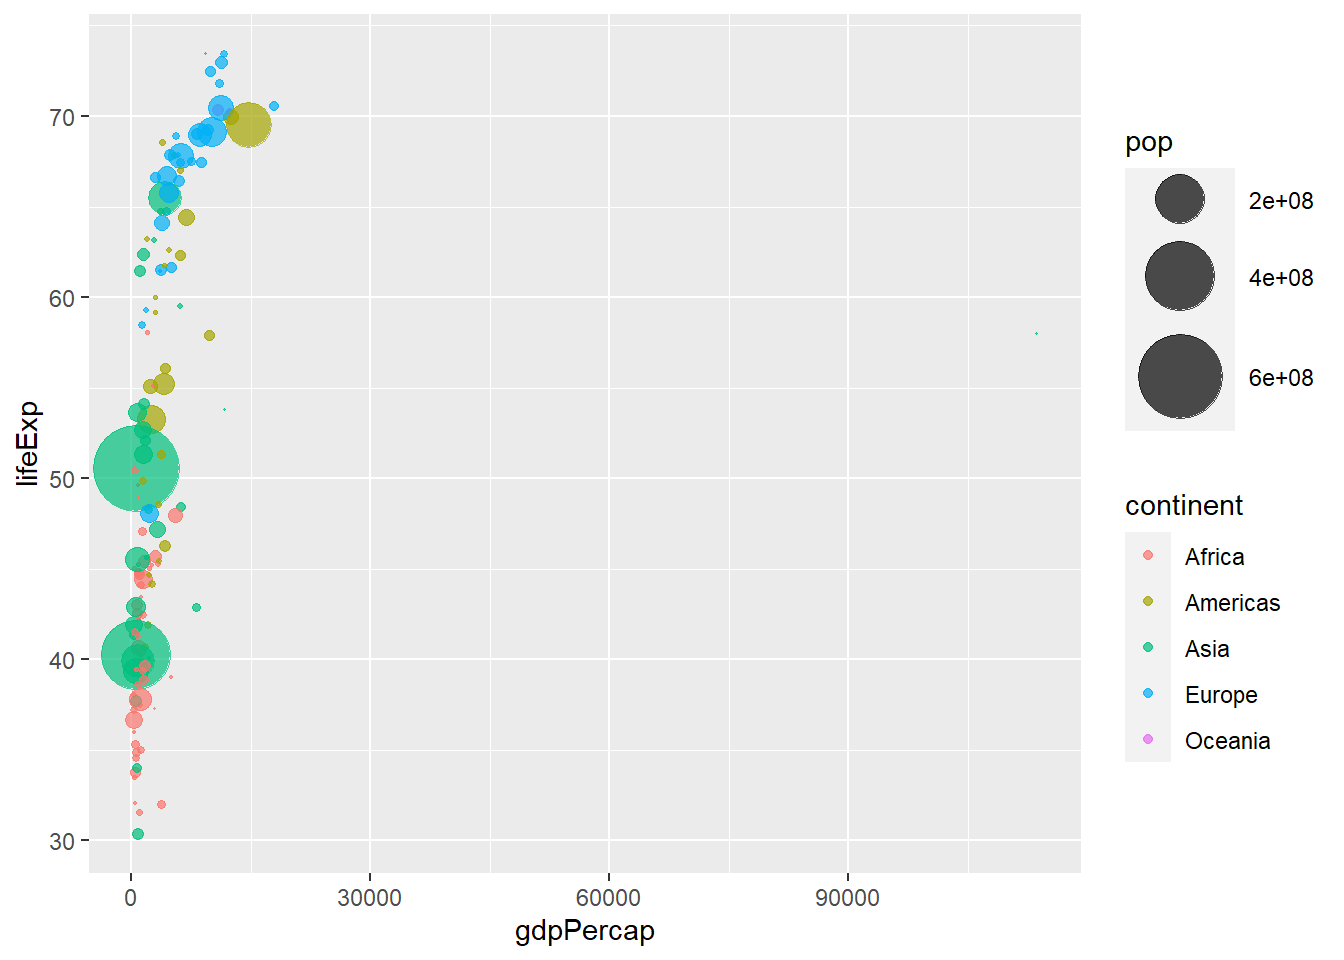 70
60
50
40
30
lifeExp
0
30000
60000
90000
gdpPercap
pop
2e+08
4e+08
6e+08
continent
Africa
Americas
Asia
Europe
Oceania